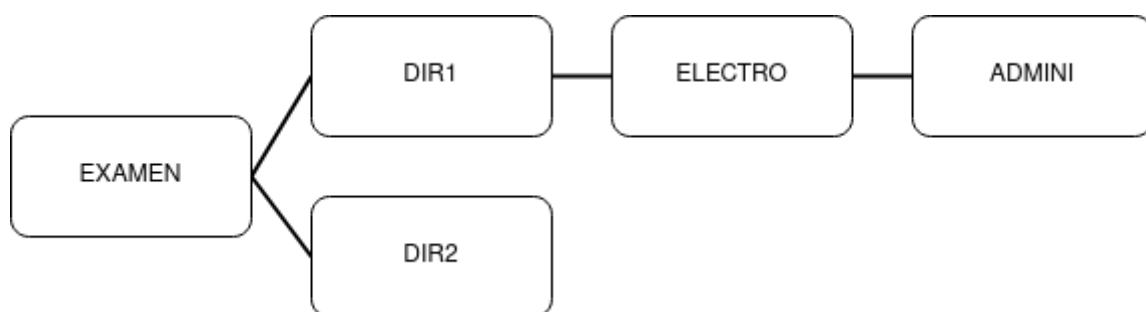 DIR1
ELECTRO
ADMINI
EXAMEN
DIR2